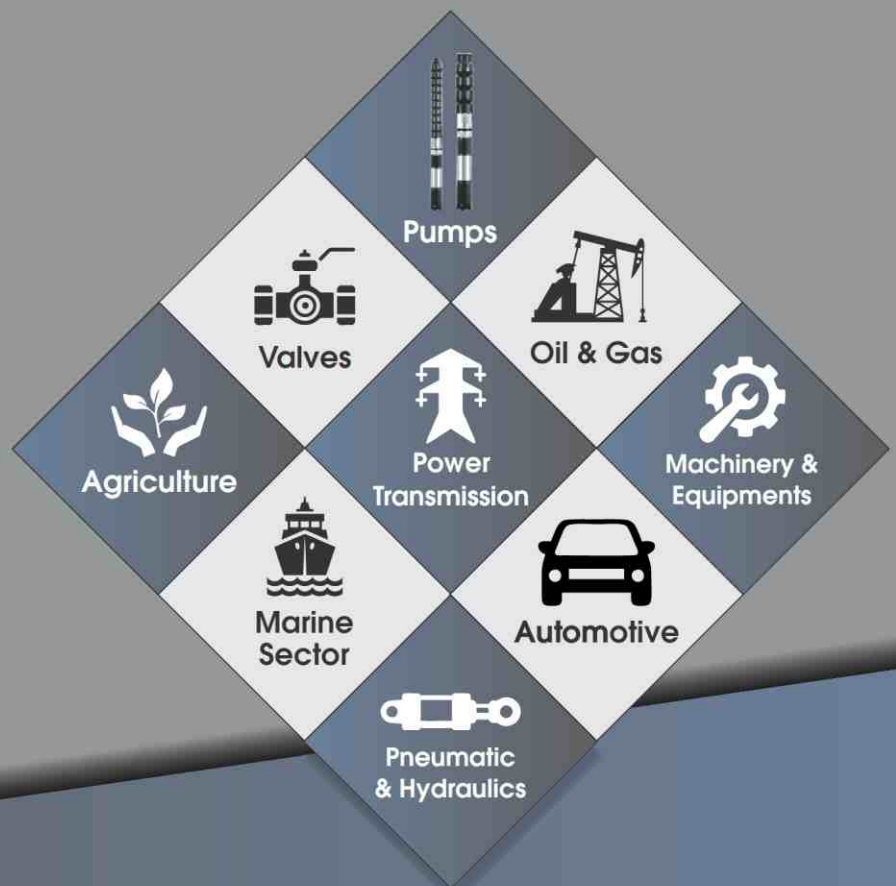 Pumps
Valves
Oil & Gas
Agriculture
Power
Transmission
Machinery &
Equipments
Marine
Sector
Automotive
Pneumatic
& Hydraulics